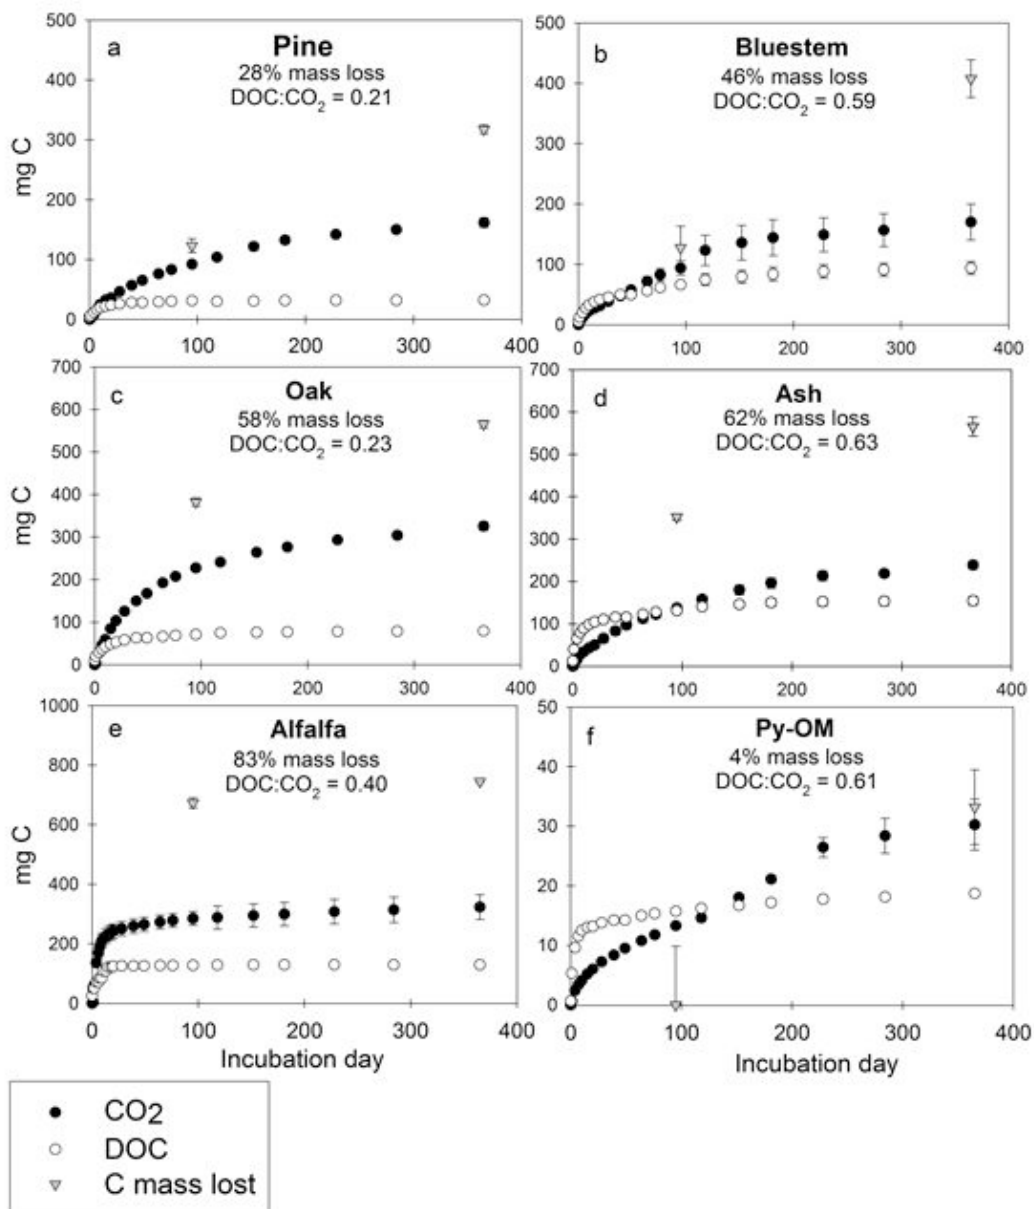 a
Pine
28% mass loss
DOC:CO₂ = 0.21
mg C
500
400
300
200
100
0
0 100 200 300 400
b
Bluestem
46% mass loss
DOC:CO₂ = 0.59
500
400
300
200
100
0
0 100 200 300 400
c
Oak
58% mass loss
DOC:CO₂ = 0.23
mg C
700
600
500
400
300
200
100
0
0 100 200 300 400
d
Ash
62% mass loss
DOC:CO₂ = 0.63
700
600
500
400
300
200
100
0
0 100 200 300 400
e
Alfalfa
83% mass loss
DOC:CO₂ = 0.40
mg C
1000
800
600
400
200
0
0 100 200 300 400
Incubation day
f
Py-OM
4% mass loss
DOC:CO₂ = 0.61
50
40
30
20
10
0
0 100 200 300 400
Incubation day
CO2
DOC
C mass lost